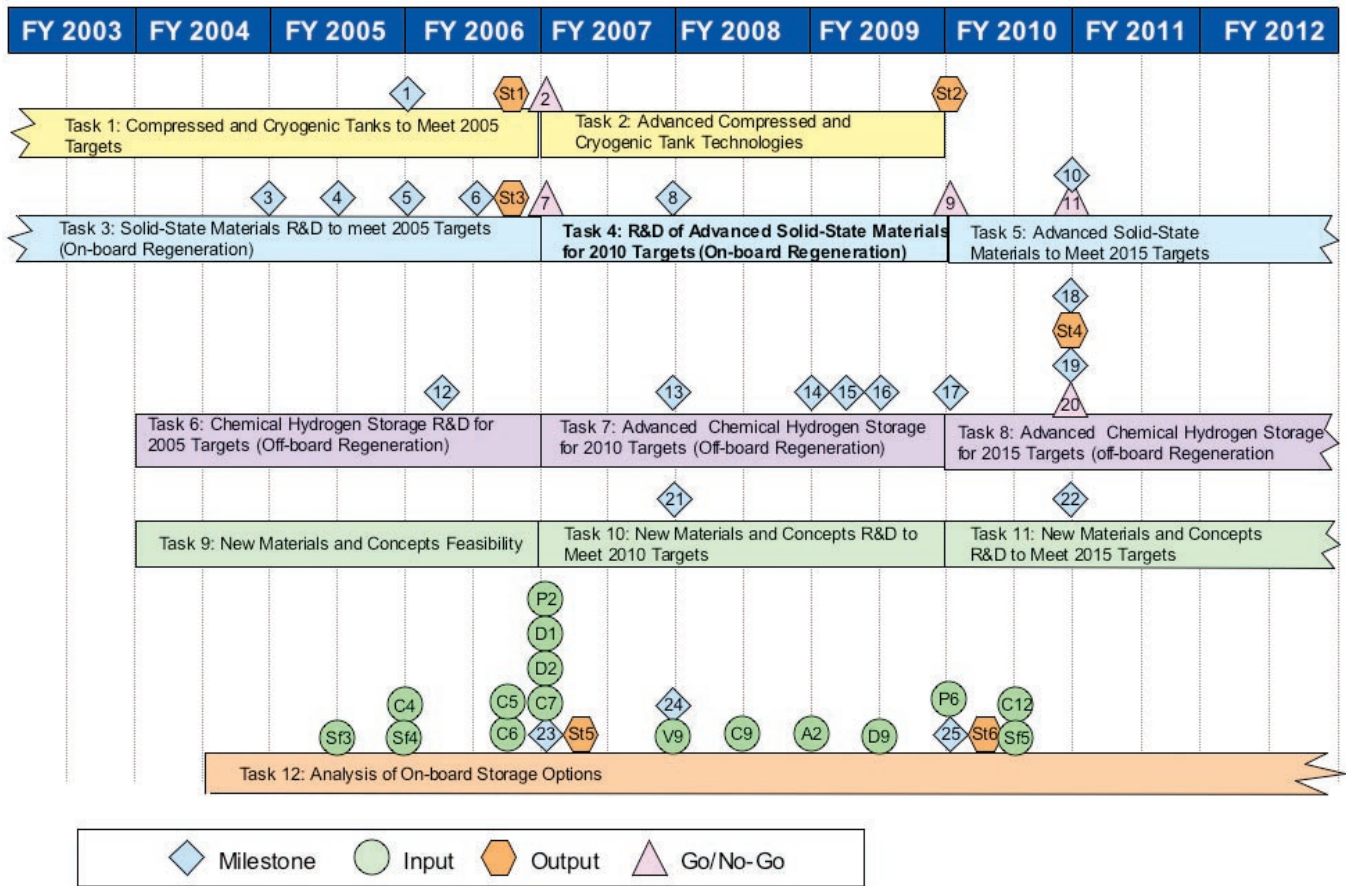 FY 2003 FY 2004 FY 2005 FY 2006 FY 2007 FY 2008 FY 2009 FY 2010 FY 2011 FY 2012
1 St1 2 St2
Task 1: Compressed and Cryogenic Tanks to Meet 2005
Targets
Task 2: Advanced Compressed and
Cryogenic Tank Technologies
10
3 4 5 6 St3 7 8 9 11
Task 3: Solid-State Materials R&D to meet 2005 Targets
(On-board Regeneration)
Task 4: R&D of Advanced Solid-State Materials
for 2010 Targets (On-board Regeneration)
Task 5: Advanced Solid-State
Materials to Meet 2015 Targets
18
St4
19
12 13 14 15 16 17 20
Task 6: Chemical Hydrogen Storage R&D for
2005 Targets (Off-board Regeneration)
Task 7: Advanced Chemical Hydrogen Storage
for 2010 Targets (Off-board Regeneration)
Task 8: Advanced Chemical Hydrogen Storage
for 2015 Targets (off-board Regeneration
21 22
Task 9: New Materials and Concepts Feasibility
Task 10: New Materials and Concepts R&D to
Meet 2010 Targets
Task 11: New Materials and Concepts
R&D to Meet 2015 Targets
P2
D1
D2
C4 C5 C7 24 P6 C12
Sf3 Sf4 C6 23 St5 V9 C9 A2 D9 25 St6 Sf5
Task 12: Analysis of On-board Storage Options
Milestone Input Output Go/No-Go